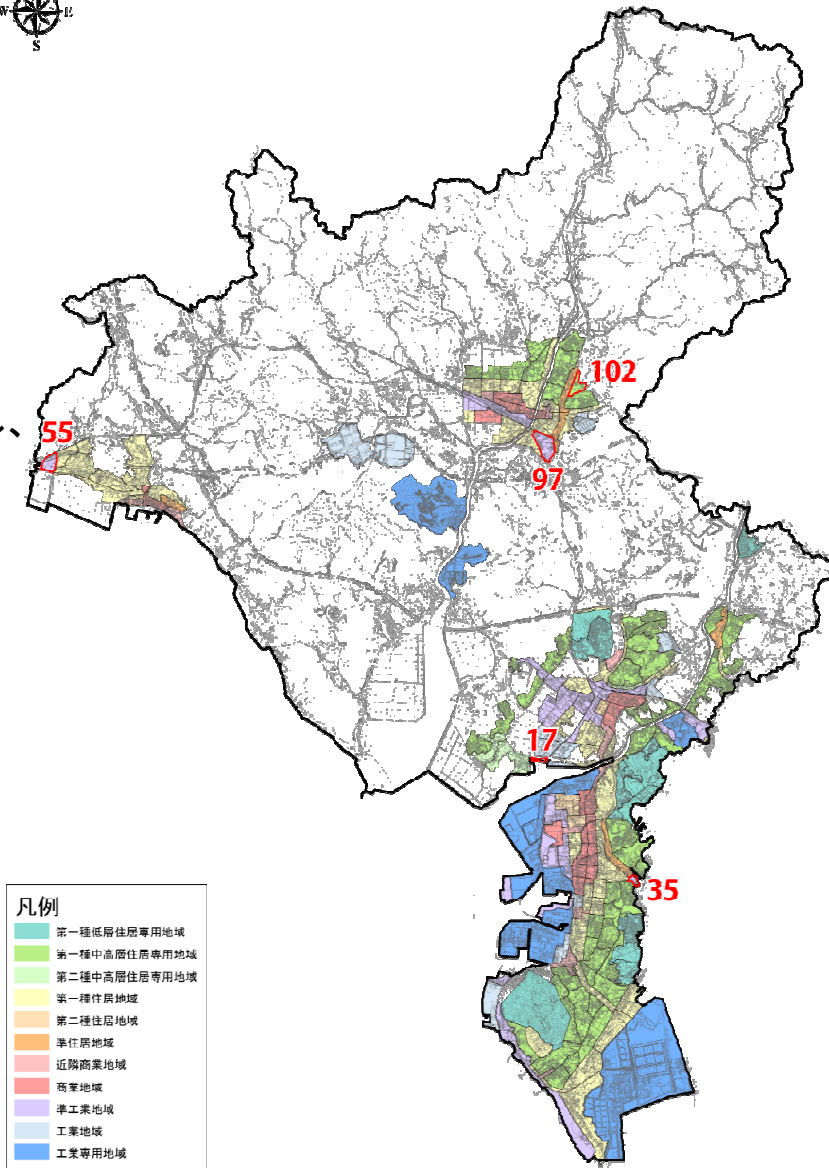 W
E
S
102
55
97
17
35
凡例
第一種低層住居専用地域
第一種中高層住居専用地域
第二種中高層住居専用地域
第一種住居地域
第二種住居地域
準住居地域
近隣商業地域
商業地域
準工業地域
工業地域
工業専用地域